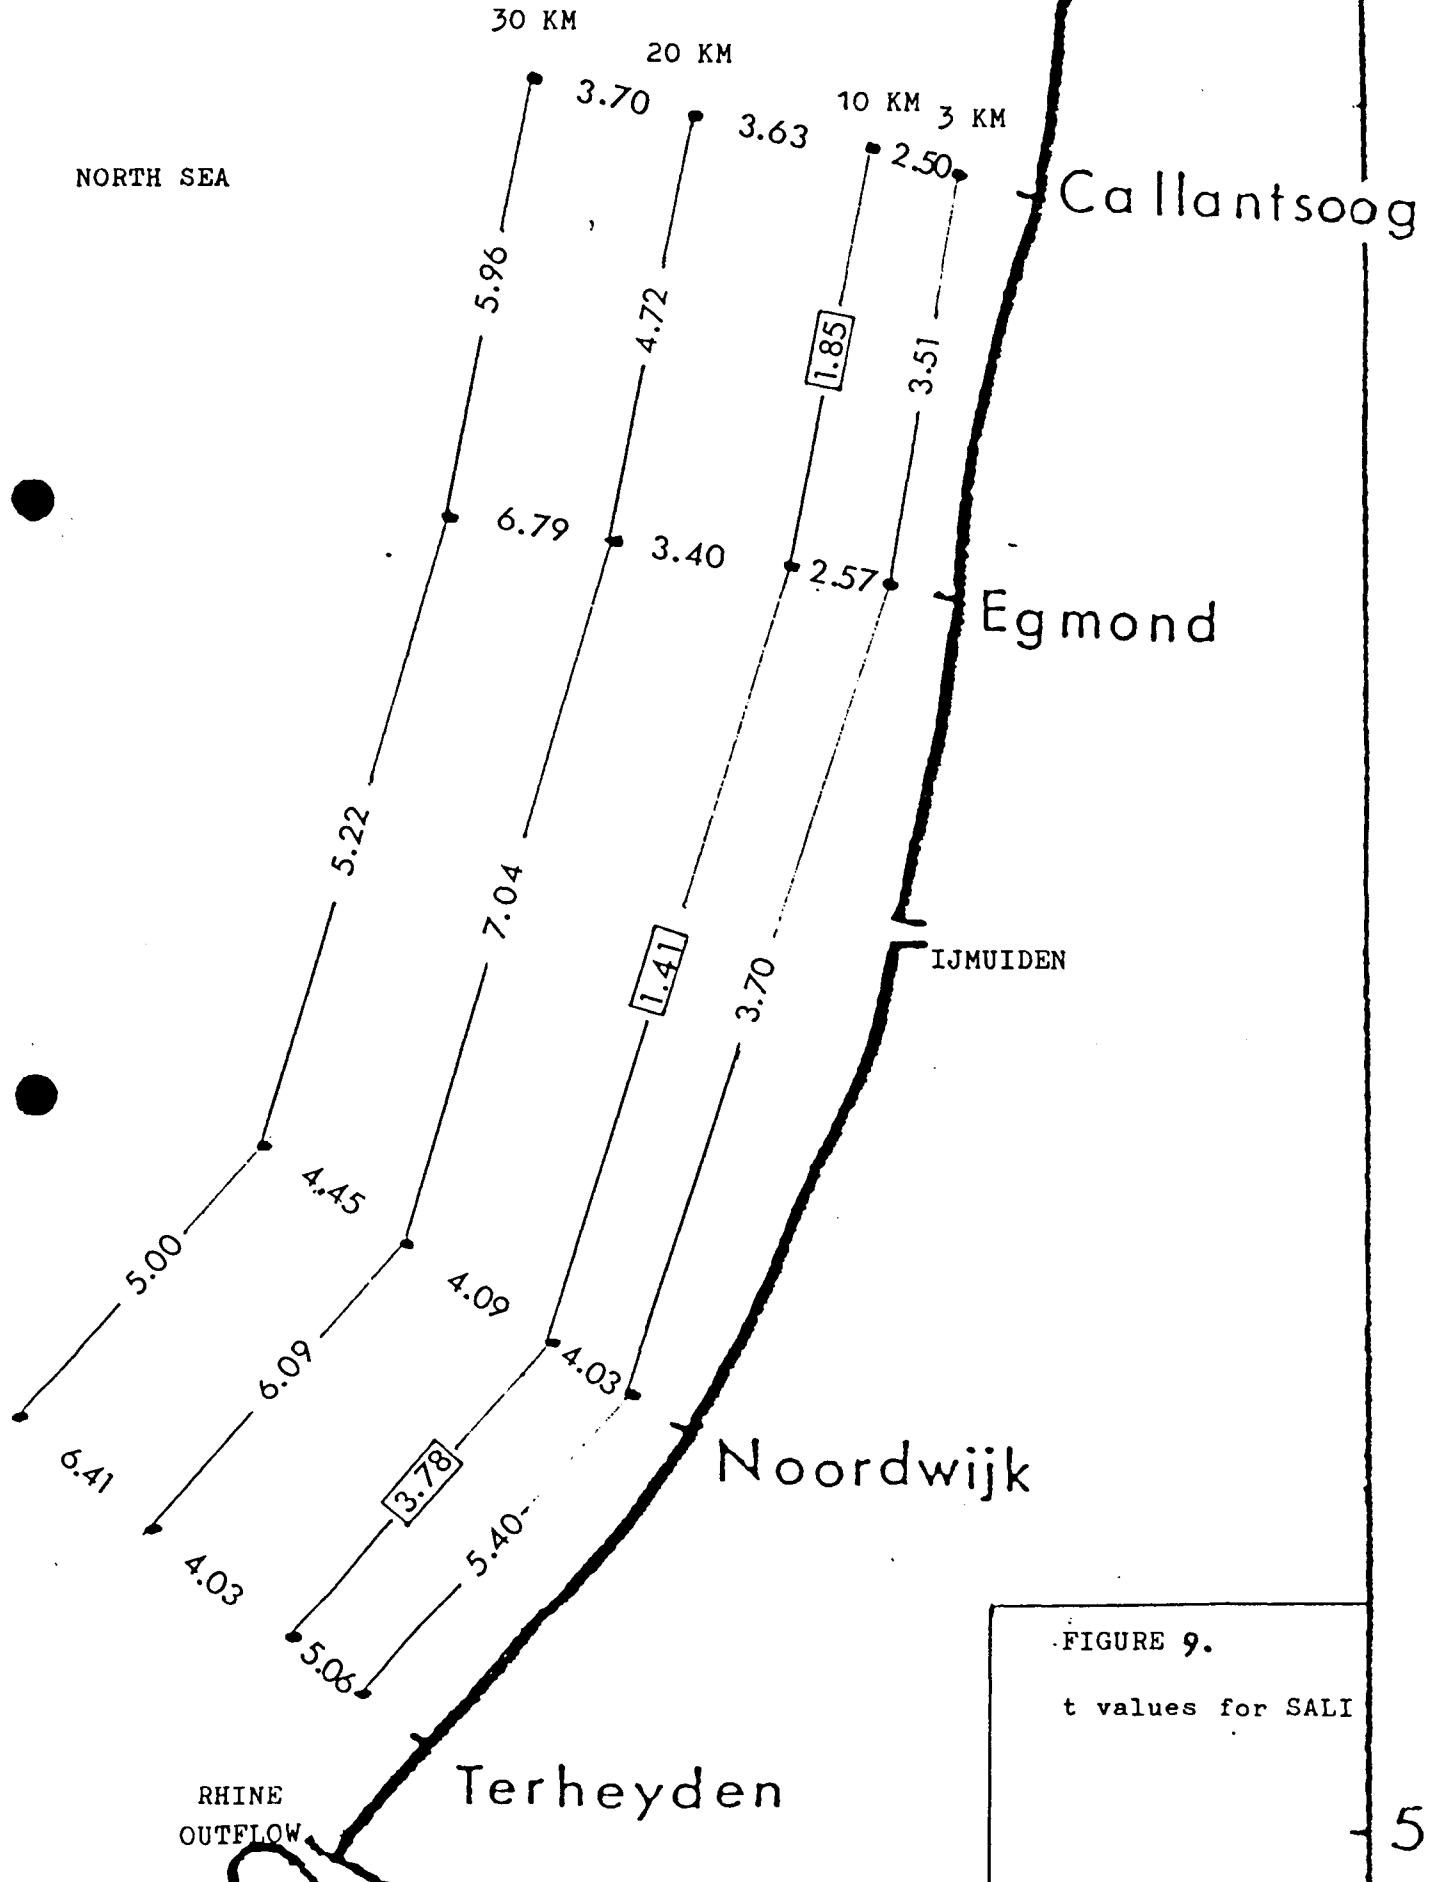 30 KM
20 KM
10 KM
3 KM
3.70
3.63
2.50
NORTH SEA
Callantsoog
5.96
4.72
1.85
3.51
6.79
3.40
2.57
Egmond
5.22
7.04
1.41
3.70
IJMUIDEN
4.45
5.00
4.09
6.09
4.03
6.41
3.78
Noordwijk
5.40
4.03
5.06
FIGURE 9.
t values for SALI
Terheyden
RHINE
OUTFLOW
5